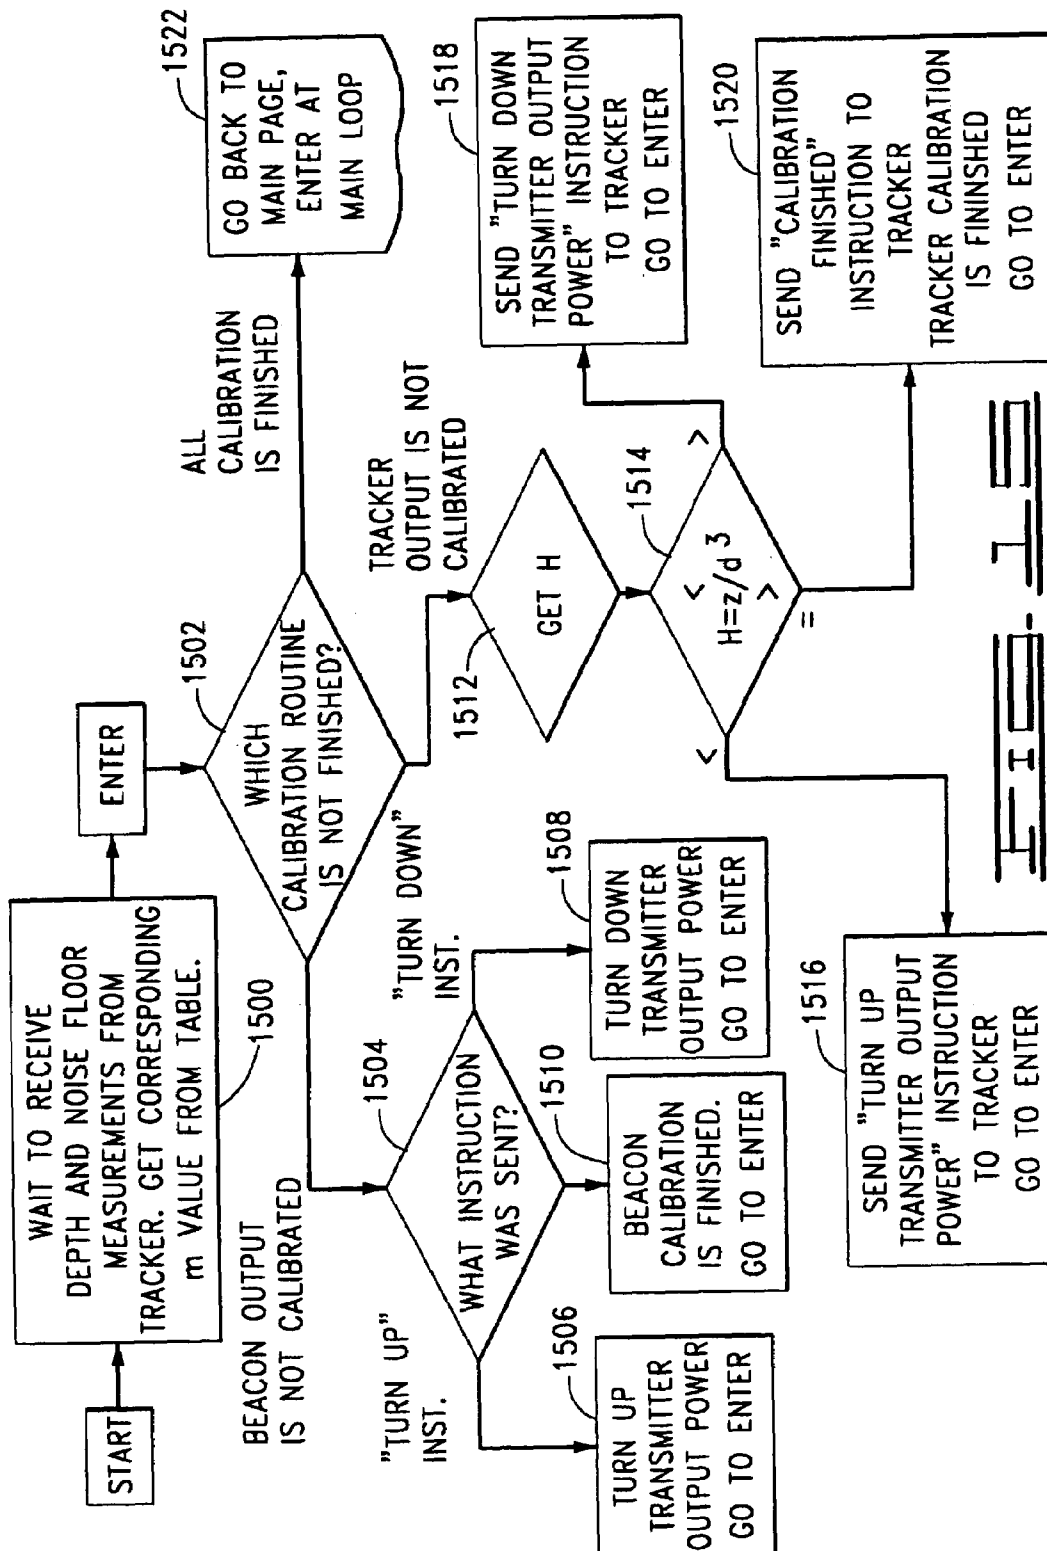 START
WAIT TO RECEIVE
DEPTH AND NOISE FLOOR
MEASUREMENTS FROM
TRACKER. GET CORRESPONDING
m VALUE FROM TABLE.
1500
ENTER
WHICH
CALIBRATION ROUTINE
IS NOT FINISHED?
1502
ALL
CALIBRATION
IS FINISHED
GO BACK TO
MAIN PAGE,
ENTER AT
MAIN LOOP
1522
BEACON OUTPUT
IS NOT CALIBRATED
WHAT INSTRUCTION
WAS SENT?
1504
"TURN UP"
INST.
"TURN DOWN"
INST.
TURN UP
TRANSMITTER
OUTPUT POWER
GO TO ENTER
1506
BEACON
CALIBRATION
IS FINISHED.
GO TO ENTER
1510
TURN DOWN
TRANSMITTER
OUTPUT POWER
GO TO ENTER
1508
TRACKER
OUTPUT IS NOT
CALIBRATED
GET H
1512
<
H=z/d³
>
1514
<
=
>
SEND "TURN UP
TRANSMITTER OUTPUT
POWER" INSTRUCTION
TO TRACKER
GO TO ENTER
1516
SEND "TURN DOWN
TRANSMITTER OUTPUT
POWER" INSTRUCTION
TO TRACKER
GO TO ENTER
1518
SEND "CALIBRATION
FINISHED"
INSTRUCTION TO
TRACKER
TRACKER CALIBRATION
IS FININSHED
GO TO ENTER
1520